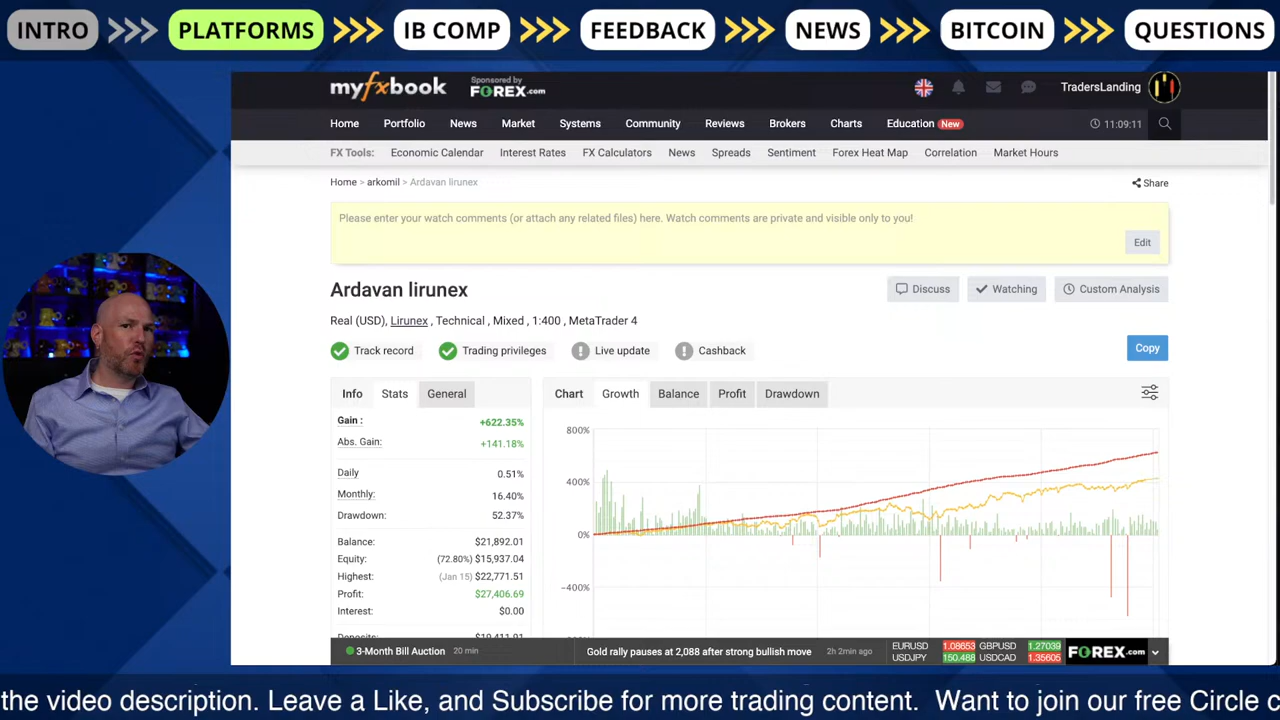 INTRO PLATFORMS IB COMP FEEDBACK NEWS BITCOIN QUESTIONS
myfxbook Sponsored by FOREX.com TradersLanding
Home Portfolio News Market Systems Community Reviews Brokers Charts Education New 11:09:11
FX Tools: Economic Calendar Interest Rates FX Calculators News Spreads Sentiment Forex Heat Map Correlation Market Hours
Home > arkomil > Ardavan lirunex Share
Please enter your watch comments (or attach any related files) here. Watch comments are private and visible only to you!
Edit
Ardavan lirunex Discuss Watching Custom Analysis
Real (USD), Lirunex , Technical , Mixed , 1:400 , MetaTrader 4
Track record Trading privileges Live update Cashback Copy
Info Stats General Chart Growth Balance Profit Drawdown
Gain : +622.35%
Abs. Gain: +141.18%
Daily 0.51%
Monthly: 16.40%
Drawdown: 52.37%
Balance: $21,892.01
Equity: (72.80%) $15,937.04
Highest: (Jan 15) $22,771.51
Profit: $27,406.69
Interest: $0.00
800%
400%
0%
-400%
3-Month Bill Auction 20 min Gold rally pauses at 2,088 after strong bullish move 2h 2min ago
EURUSD 1.08653 GBPUSD 1.27039
USDJPY 150.488 USDCAD 1.35605
FOREX.com
the video description. Leave a Like, and Subscribe for more trading content. Want to join our free Circle